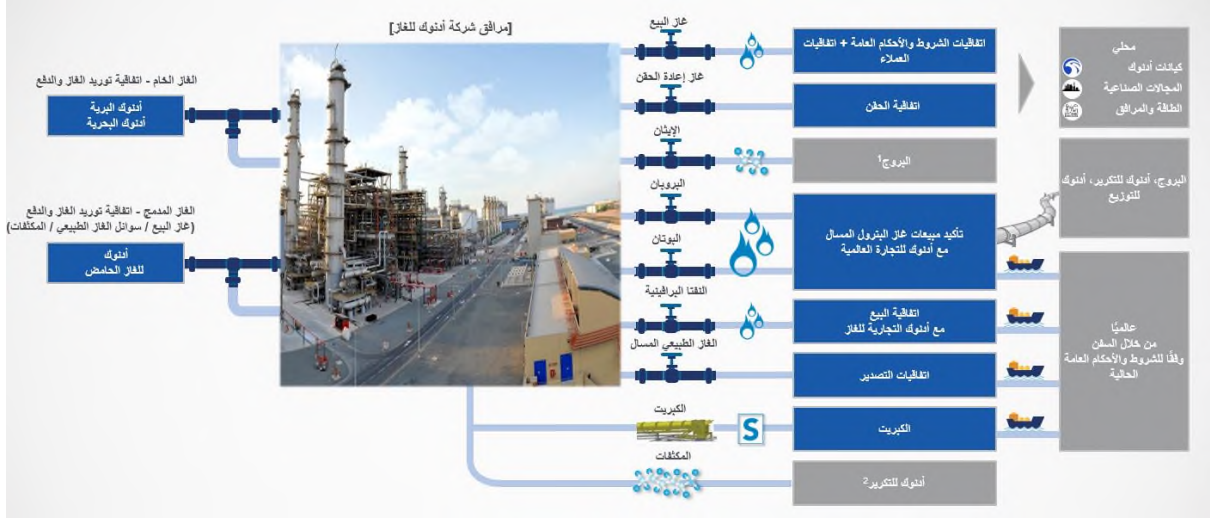 [مرافق شركة أدنوك للغاز]
الغاز الخام - اتفاقية توريد الغاز والدفع
أدنوك البرية
أدنوك البحرية
الغاز المدمج - اتفاقية توريد الغاز والدفع
(غاز البيع / سوائل الغاز الطبيعي / المكثفات)
أدنوك
للغاز الحامض
غاز البيع
اتفاقيات الشروط والأحكام العامة + اتفاقيات
العملاء
غاز إعادة الحقن
اتفاقية الحقن
الإيثان
البروج1
البروبان
البوتان
تأكيد مبيعات غاز البترول المسال
مع أدنوك للتجارة العالمية
النفتا البرافينية
اتفاقية البيع
مع أدنوك التجارية للغاز
الغاز الطبيعي المسال
اتفاقيات التصدير
الكبريت
S
الكبريت
المكثفات
أدنوك للتكرير2
محلي
كيانات أدنوك
المجالات الصناعية
الطاقة والمرافق
البروج، أدنوك للتكرير، أدنوك
للتوزيع
عالميًا
من خلال السفن
وفقًا للشروط والأحكام العامة
الحالية